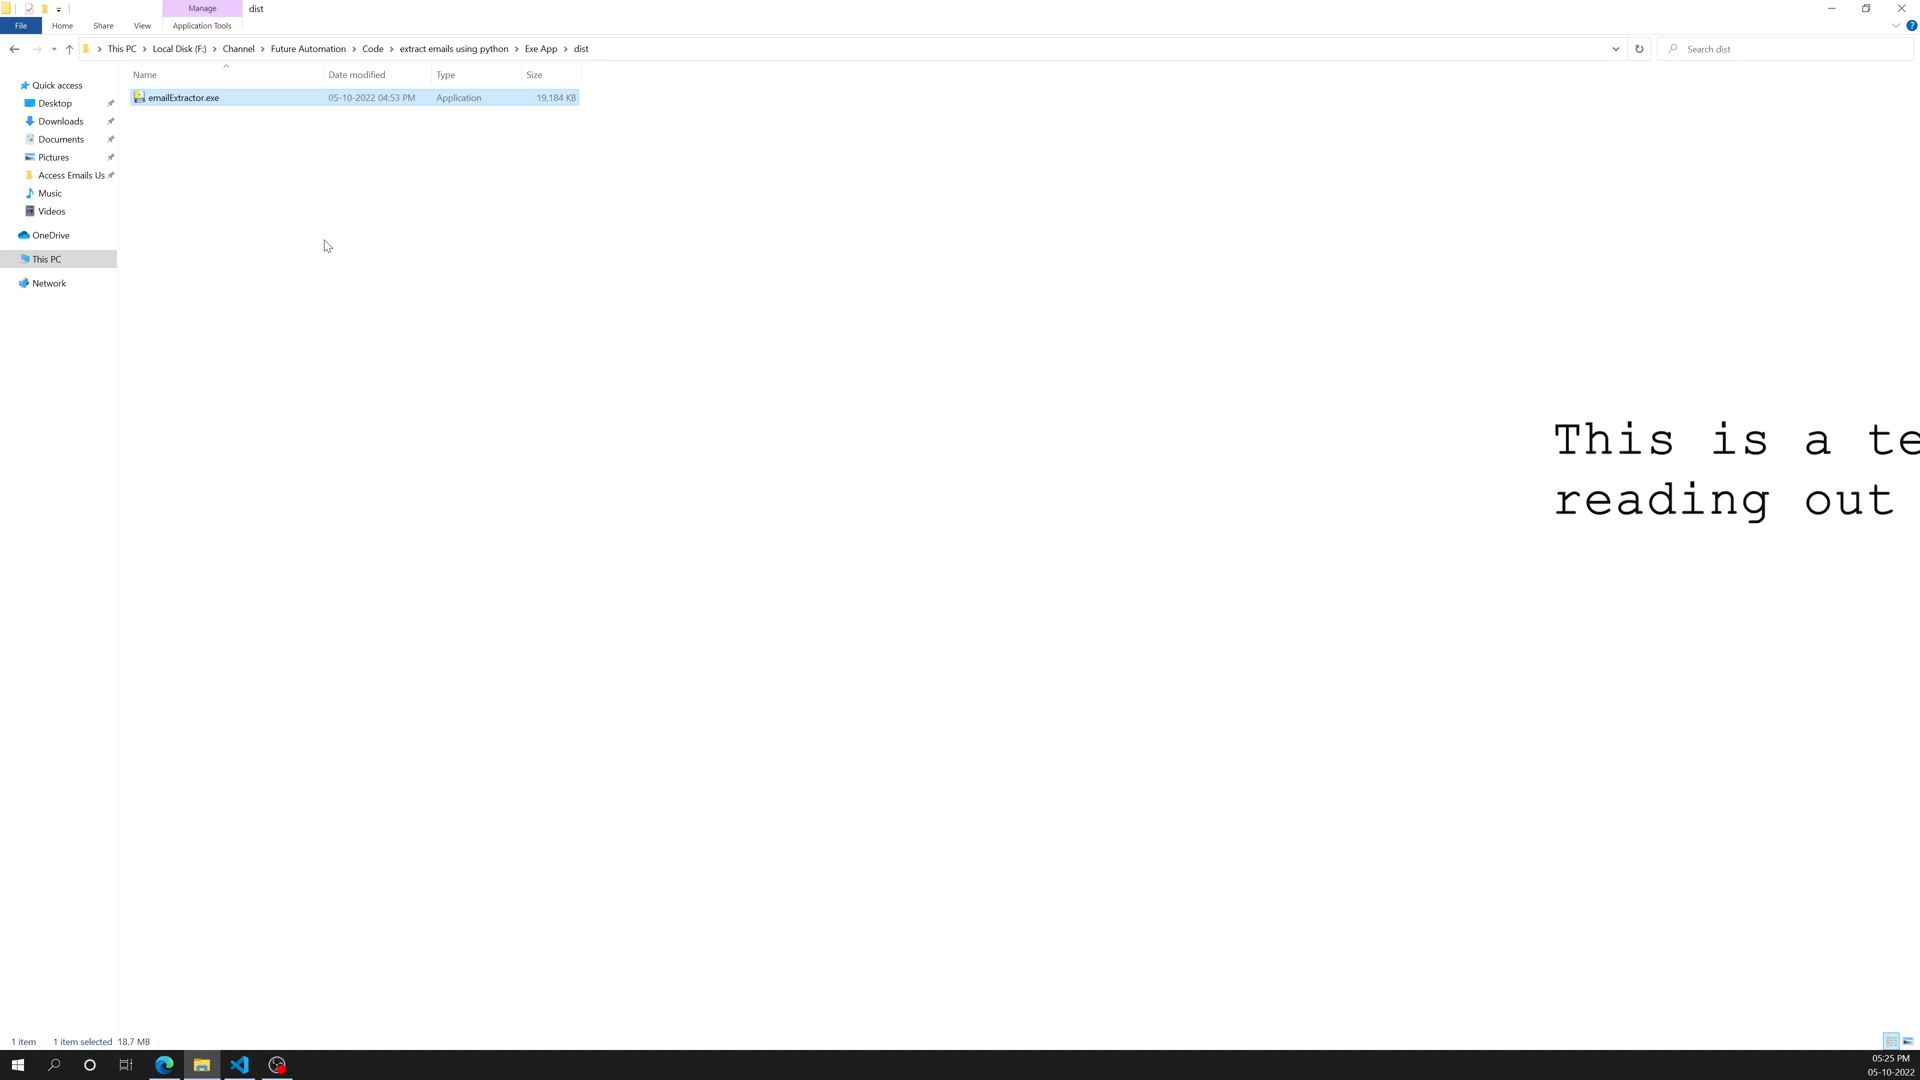 Manage
dist
File
Home
Share
View
Application Tools
This PC
Local Disk (F:)
Channel
Future Automation
Code
extract emails using python
Exe App
dist
Search dist
Name
Date modified
Type
Size
emailExtractor.exe
05-10-2022 04:53 PM
Application
19,184 KB
Quick access
Desktop
Downloads
Documents
Pictures
Access Emails Us
Music
Videos
OneDrive
This PC
Network
This is a te
reading out
1 item
1 item selected
18.7 MB
05:25 PM
05-10-2022